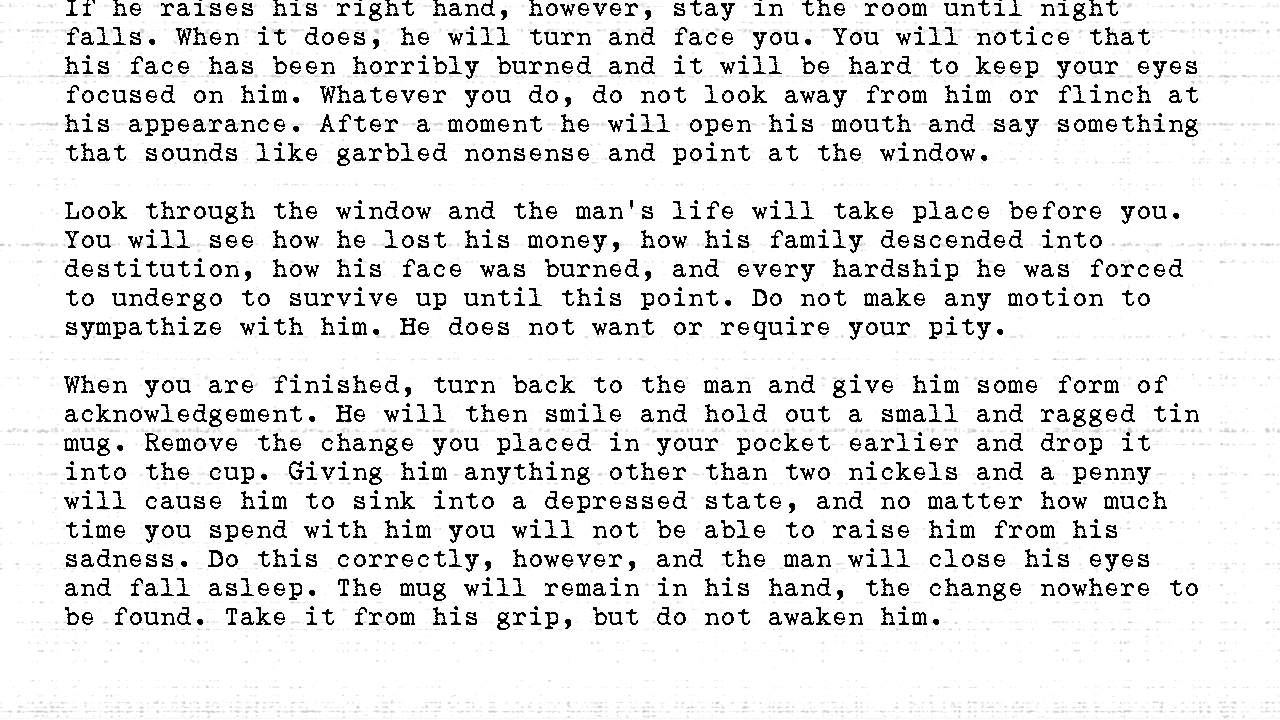 If he raises his right hand, however, stay in the room until night
falls. When it does, he will turn and face you. You will notice that
his face has been horribly burned and it will be hard to keep your eyes
focused on him. Whatever you do, do not look away from him or flinch at
his appearance. After a moment he will open his mouth and say something
that sounds like garbled nonsense and point at the window.

Look through the window and the man's life will take place before you.
You will see how he lost his money, how his family descended into
destitution, how his face was burned, and every hardship he was forced
to undergo to survive up until this point. Do not make any motion to
sympathize with him. He does not want or require your pity.

When you are finished, turn back to the man and give him some form of
acknowledgement. He will then smile and hold out a small and ragged tin
mug. Remove the change you placed in your pocket earlier and drop it
into the cup. Giving him anything other than two nickels and a penny
will cause him to sink into a depressed state, and no matter how much
time you spend with him you will not be able to raise him from his
sadness. Do this correctly, however, and the man will close his eyes
and fall asleep. The mug will remain in his hand, the change nowhere to
be found. Take it from his grip, but do not awaken him.